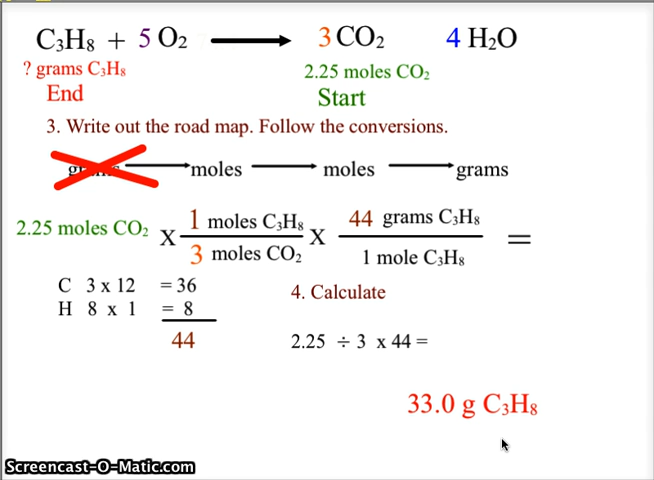 C₃H₈ + 5 O₂ ⟶ 3 CO₂ 4 H₂O
? grams C₃H₈ 2.25 moles CO₂
End Start
3. Write out the road map. Follow the conversions.
moles moles grams
2.25 moles CO₂ X 1 moles C₃H₈ X 44 grams C₃H₈ =
3 moles CO₂ 1 mole C₃H₈
C 3 x 12 = 36
H 8 x 1 = 8
4. Calculate
44
2.25 ÷ 3 x 44 =
33.0 g C₃H₈
Screencast-O-Matic.com